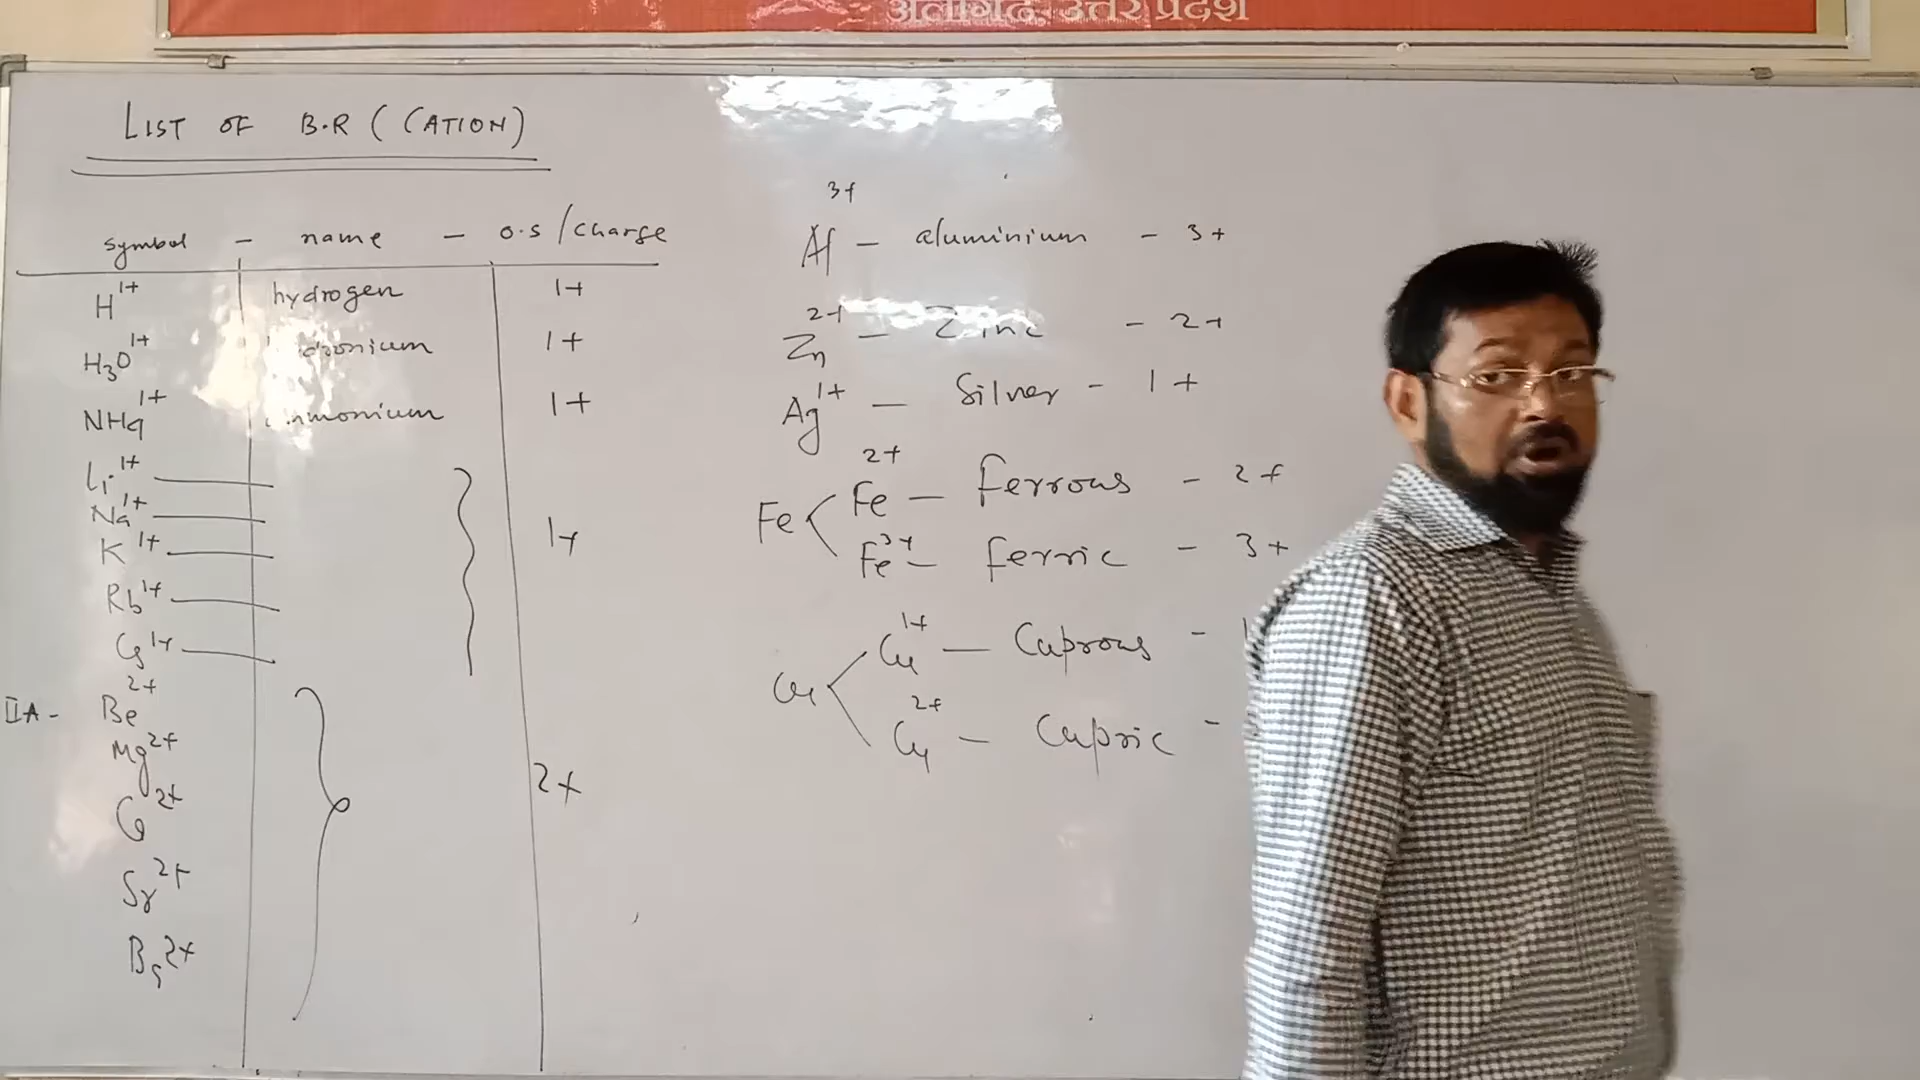 अलीगढ़, उत्तर प्रदेश
LIST OF B.R (CATION)
symbol - name - o.s/charge
H1+ hydrogen 1+
H3O1+ 1+
NH41+ 1+
Li1+
Na1+
K1+
Rb1+
Cs1+
1+
IIA - Be2+
Mg2+
Ca2+
Sr2+
Ba2+
2+
Al3+ - aluminium - 3+
Zn2+ - Zinc - 2+
Ag1+ - Silver - 1+
Fe
Fe2+ - Ferrous - 2+
Fe3+ - Ferric - 3+
Cu
Cu1+ - Cuprous - 1
Cu2+ - Cupric -